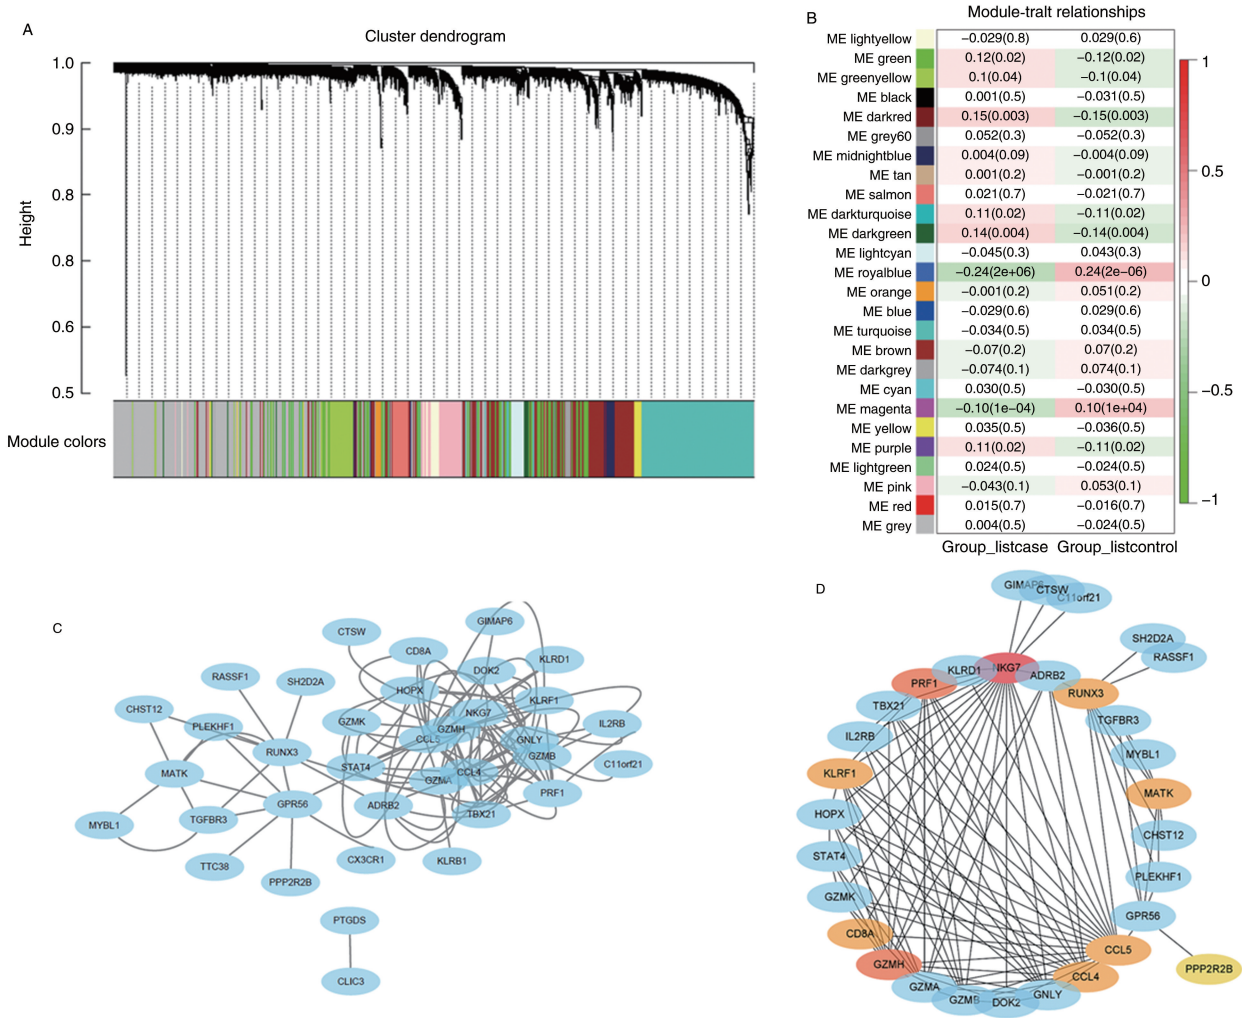 A
Cluster dendrogram
1.0
0.9
0.8
0.8
0.6
0.5
Height
Module colors
B
Module-tralt relationships
ME lightyellow −0.029(0.8) 0.029(0.6)
ME green 0.12(0.02) −0.12(0.02)
ME greenyellow 0.1(0.04) −0.1(0.04)
ME black 0.001(0.5) −0.031(0.5)
ME darkred 0.15(0.003) −0.15(0.003)
ME grey60 0.052(0.3) −0.052(0.3)
ME midnightblue 0.004(0.09) −0.004(0.09)
ME tan 0.001(0.2) −0.001(0.2)
ME salmon 0.021(0.7) −0.021(0.7)
ME darkturquoise 0.11(0.02) −0.11(0.02)
ME darkgreen 0.14(0.004) −0.14(0.004)
ME lightcyan −0.045(0.3) 0.043(0.3)
ME royalblue −0.24(2e+06) 0.24(2e−06)
ME orange −0.001(0.2) 0.051(0.2)
ME blue −0.029(0.6) 0.029(0.6)
ME turquoise −0.034(0.5) 0.034(0.5)
ME brown −0.07(0.2) 0.07(0.2)
ME darkgrey −0.074(0.1) 0.074(0.1)
ME cyan 0.030(0.5) −0.030(0.5)
ME magenta −0.10(1e−04) 0.10(1e+04)
ME yellow 0.035(0.5) −0.036(0.5)
ME purple 0.11(0.02) −0.11(0.02)
ME lightgreen 0.024(0.5) −0.024(0.5)
ME pink −0.043(0.1) 0.053(0.1)
ME red 0.015(0.7) −0.016(0.7)
ME grey 0.004(0.5) −0.024(0.5)
Group_listcase Group_listcontrol
1
0.5
0
−0.5
−1
C
CTSW
GIMAP6
CD8A
KLRD1
DOK2
RASSF1
SH2D2A
HOPX
KLRF1
CHST12
PLEKHF1
GZMK
NKG7
IL2RB
GZMH
CCL5
GNLY
RUNX3
GZMB
C11orf21
MATK
STAT4
CCL4
GZMA
PRF1
GPR56
ADRB2
TBX21
MYBL1
TGFBR3
TTC38
CX3CR1
KLRB1
PPP2R2B
PTGDS
CLIC3
D
GIMAP6
CTSW
C11orf21
SH2D2A
RASSF1
KLRD1
NKG7
ADRB2
PRF1
RUNX3
TBX21
TGFBR3
IL2RB
MYBL1
KLRF1
MATK
HOPX
CHST12
STAT4
PLEKHF1
GZMK
GPR56
CD8A
CCL5
GZMH
PPP2R2B
CCL4
GZMA
GZMB
DOK2
GNLY